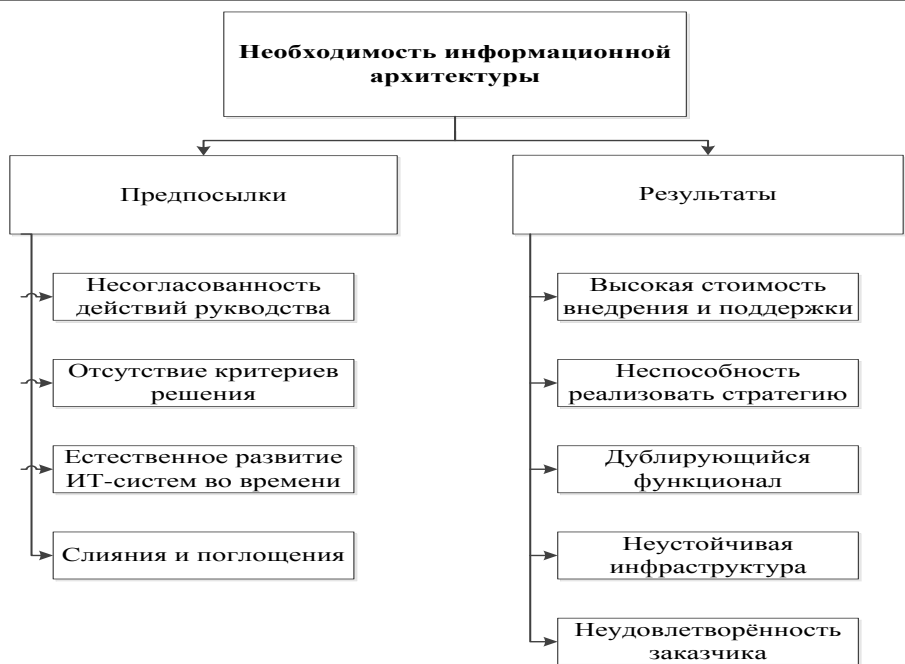 Необходимость информационной
архитектуры
Предпосылки
Несогласованность
действий рукводства
Отсутствие критериев
решения
Естественное развитие
ИТ-систем во времени
Слияния и поглощения
Результаты
Высокая стоимость
внедрения и поддержки
Неспособность
реализовать стратегию
Дублирующийся
функционал
Неустойчивая
инфраструктура
Неудовлетворённость
заказчика